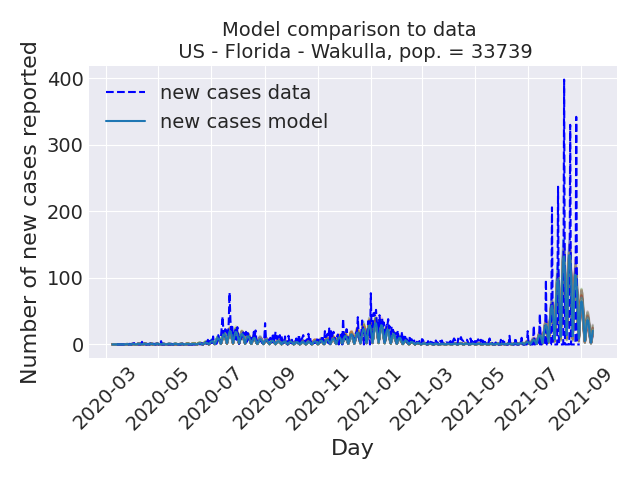 Model comparison to data
US - Florida - Wakulla, pop. = 33739
Number of new cases reported
400
300
200
100
0
new cases data
new cases model
2020-03
2020-05
2020-07
2020-09
2020-11
2021-01
2021-03
2021-05
2021-07
2021-09
Day